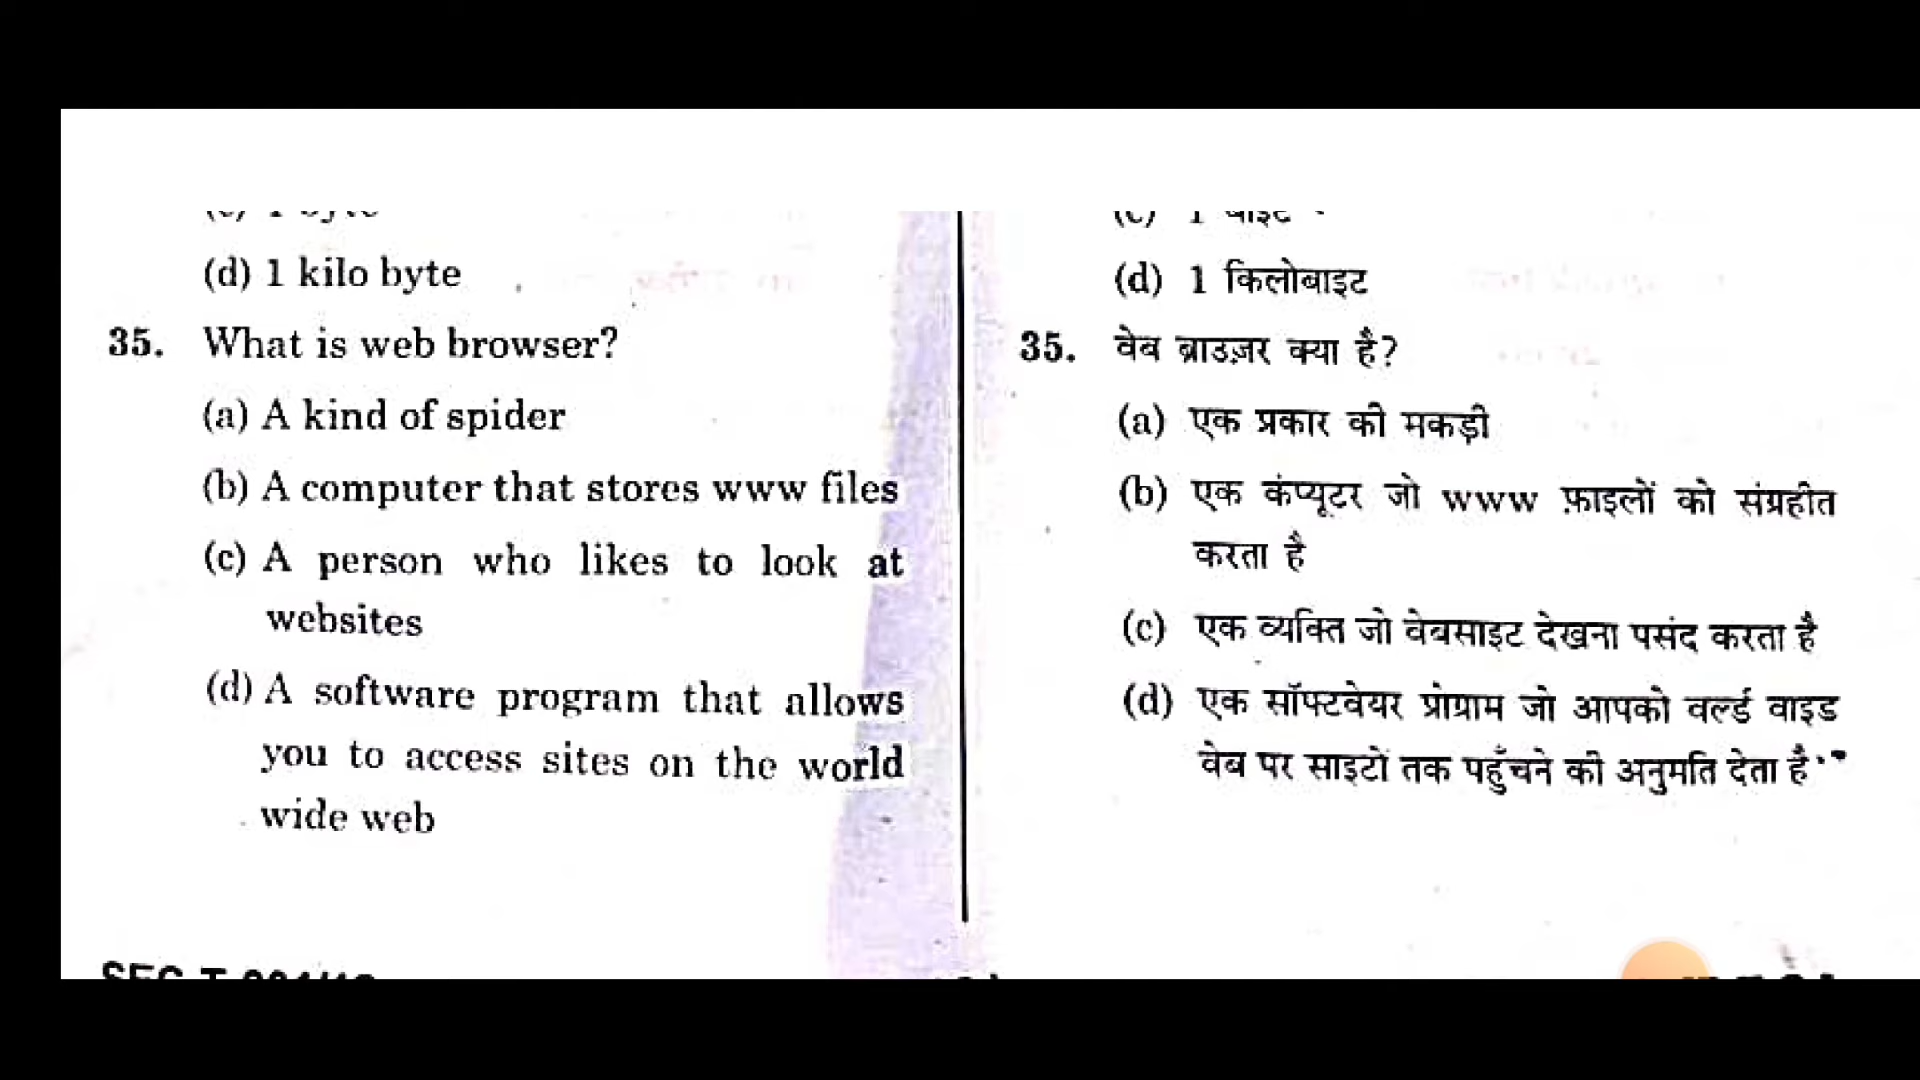 (d) 1 kilo byte
35. What is web browser?
(a) A kind of spider
(b) A computer that stores www files
(c) A person who likes to look at
websites
(d) A software program that allows
you to access sites on the world
wide web
(d) 1 किलोबाइट
35. वेब ब्राउज़र क्या है?
(a) एक प्रकार की मकड़ी
(b) एक कंप्यूटर जो www फ़ाइलों को संग्रहीत
करता है
(c) एक व्यक्ति जो वेबसाइट देखना पसंद करता है
(d) एक सॉफ्टवेयर प्रोग्राम जो आपको वर्ल्ड वाइड
वेब पर साइटों तक पहुँचने की अनुमति देता है